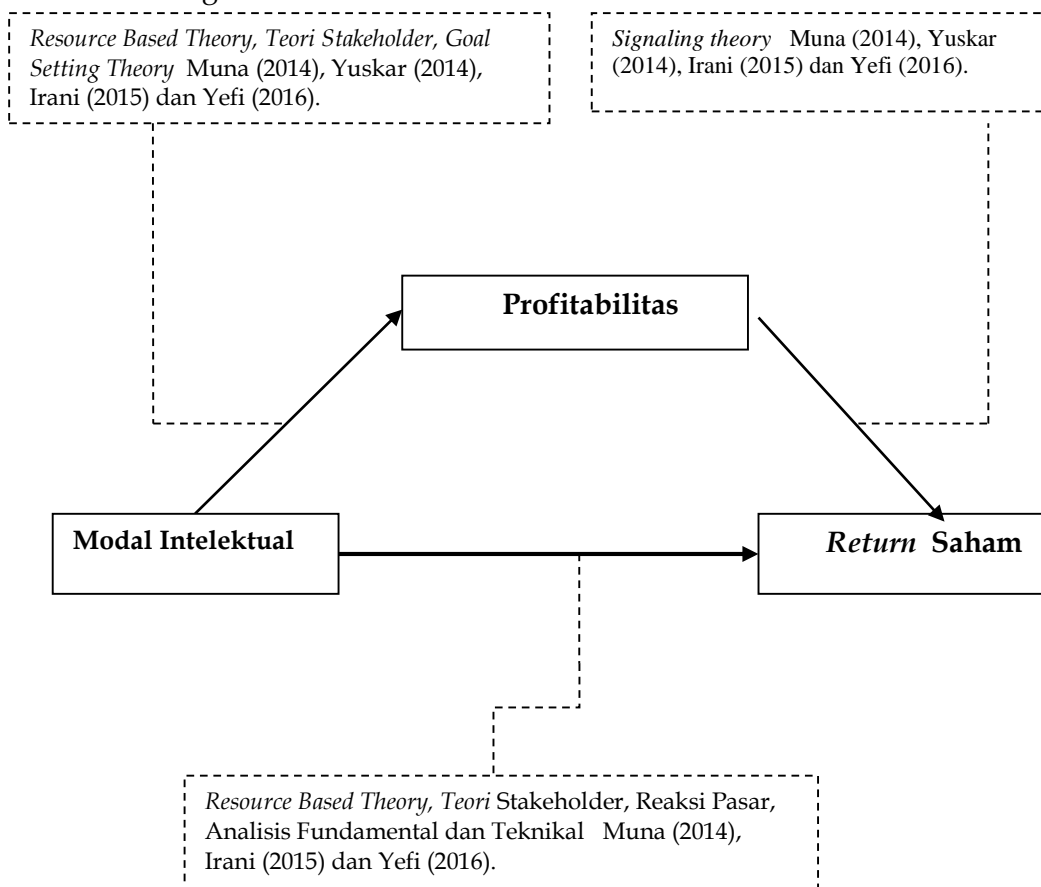 Resource Based Theory, Teori Stakeholder, Goal
Setting Theory Muna (2014), Yuskar (2014),
Irani (2015) dan Yefi (2016).
Signaling theory Muna (2014), Yuskar
(2014), Irani (2015) dan Yefi (2016).
Profitabilitas
Modal Intelektual
Return Saham
Resource Based Theory, Teori Stakeholder, Reaksi Pasar,
Analisis Fundamental dan Teknikal Muna (2014),
Irani (2015) dan Yefi (2016).